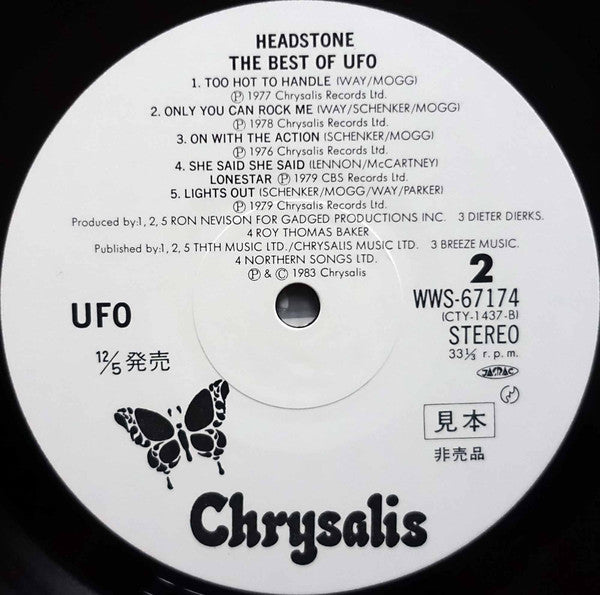 HEADSTONE
THE BEST OF UFO
1. TOO HOT TO HANDLE (WAY/MOGG)
Ⓟ 1977 Chrysalis Records Ltd.
2. ONLY YOU CAN ROCK ME (WAY/SCHENKER/MOGG)
Ⓟ 1978 Chrysalis Records Ltd.
3. ON WITH THE ACTION (SCHENKER/MOGG)
Ⓟ 1976 Chrysalis Records Ltd.
4. SHE SAID SHE SAID (LENNON/McCARTNEY)
LONESTAR Ⓟ 1979 CBS Records Ltd.
5. LIGHTS OUT (SCHENKER/MOGG/WAY/PARKER)
Ⓟ 1979 Chrysalis Records Ltd.
Produced by:1, 2, 5 RON NEVISON FOR GADGED PRODUCTIONS INC. 3 DIETER DIERKS.
4 ROY THOMAS BAKER
Published by:1, 2, 5 THTH MUSIC LTD./CHRYSALIS MUSIC LTD. 3 BREEZE MUSIC.
4 NORTHERN SONGS LTD.
Ⓟ & © 1983 Chrysalis
2
WWS-67174
(CTY-1437-B)
UFO
STEREO
33⅓ r.p.m.
12/5 発売
JASRAC
見本
非売品
Chrysalis